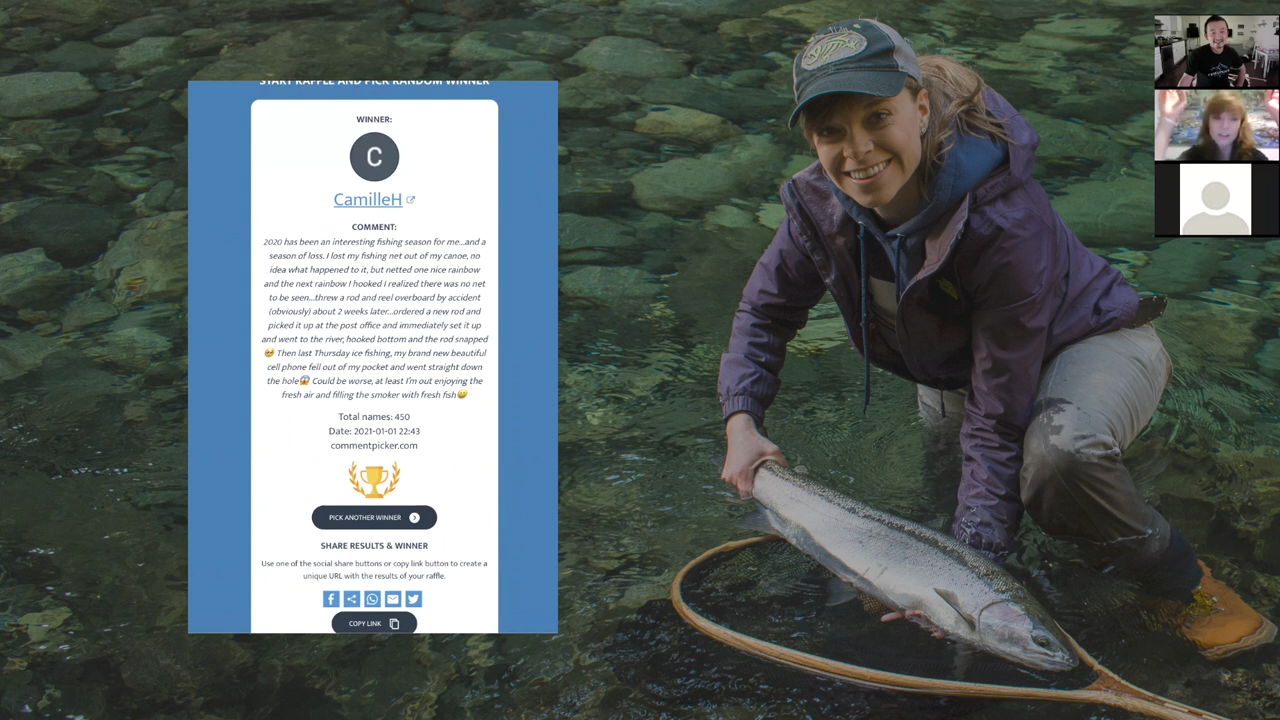 START RAFFLE AND PICK RANDOM WINNER
WINNER:
C
CamilleH
COMMENT:
2020 has been an interesting fishing season for me...and a
season of loss. I lost my fishing net out of my canoe, no
idea what happened to it, but netted one nice rainbow
and the next rainbow I hooked I realized there was no net
to be seen...threw a rod and reel overboard by accident
(obviously) about 2 weeks later...ordered a new rod and
picked it up at the post office and immediately set it up
and went to the river, hooked bottom and the rod snapped
🤣 Then last Thursday ice fishing, my brand new beautiful
cell phone fell out of my pocket and went straight down
the hole😱 Could be worse, at least I'm out enjoying the
fresh air and filling the smoker with fresh fish😄
Total names: 450
Date: 2021-01-01 22:43
commentpicker.com
PICK ANOTHER WINNER
SHARE RESULTS & WINNER
Use one of the social share buttons or copy link button to create a
unique URL with the results of your raffle.
COPY LINK